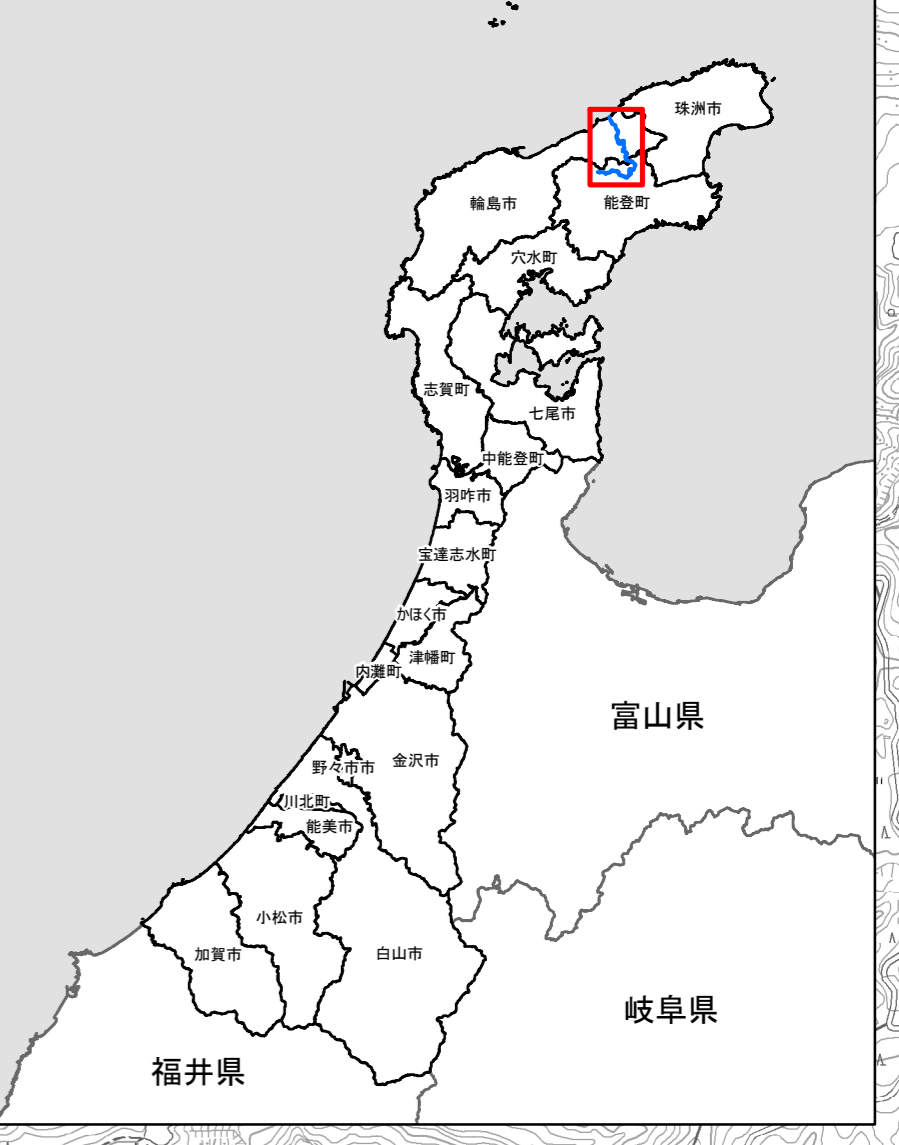 珠洲市
輪島市
能登町
穴水町
志賀町
七尾市
中能登町
羽咋市
宝達志水町
かほく市
津幡町
内灘町
富山県
金沢市
野々市市
川北町
能美市
小松市
加賀市
白山市
岐阜県
福井県